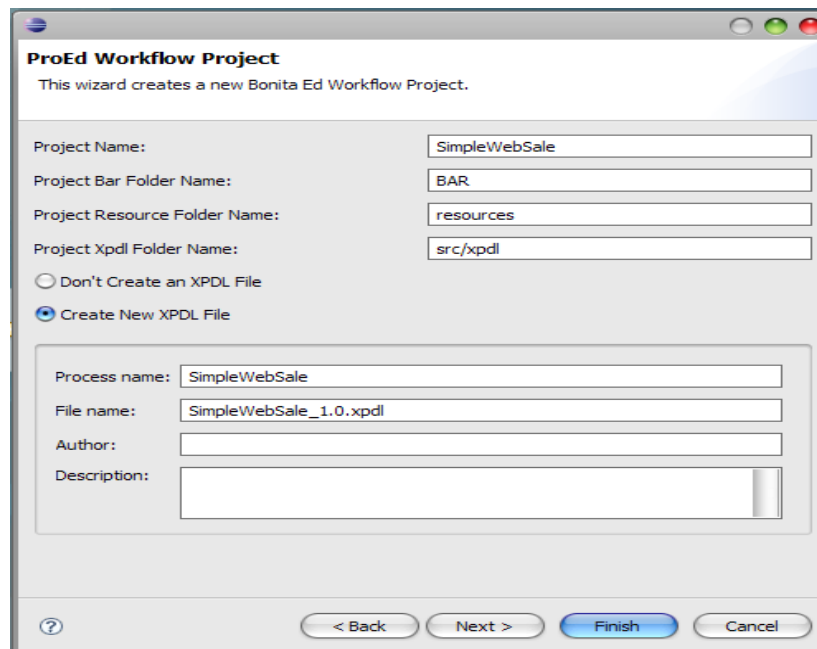 ProEd Workflow Project
This wizard creates a new Bonita Ed Workflow Project.
Project Name: SimpleWebSale
Project Bar Folder Name: BAR
Project Resource Folder Name: resources
Project Xpdl Folder Name: src/xpdl
Don't Create an XPDL File
Create New XPDL File
Process name: SimpleWebSale
File name: SimpleWebSale_1.0.xpdl
Author:
Description:
? < Back Next > Finish Cancel